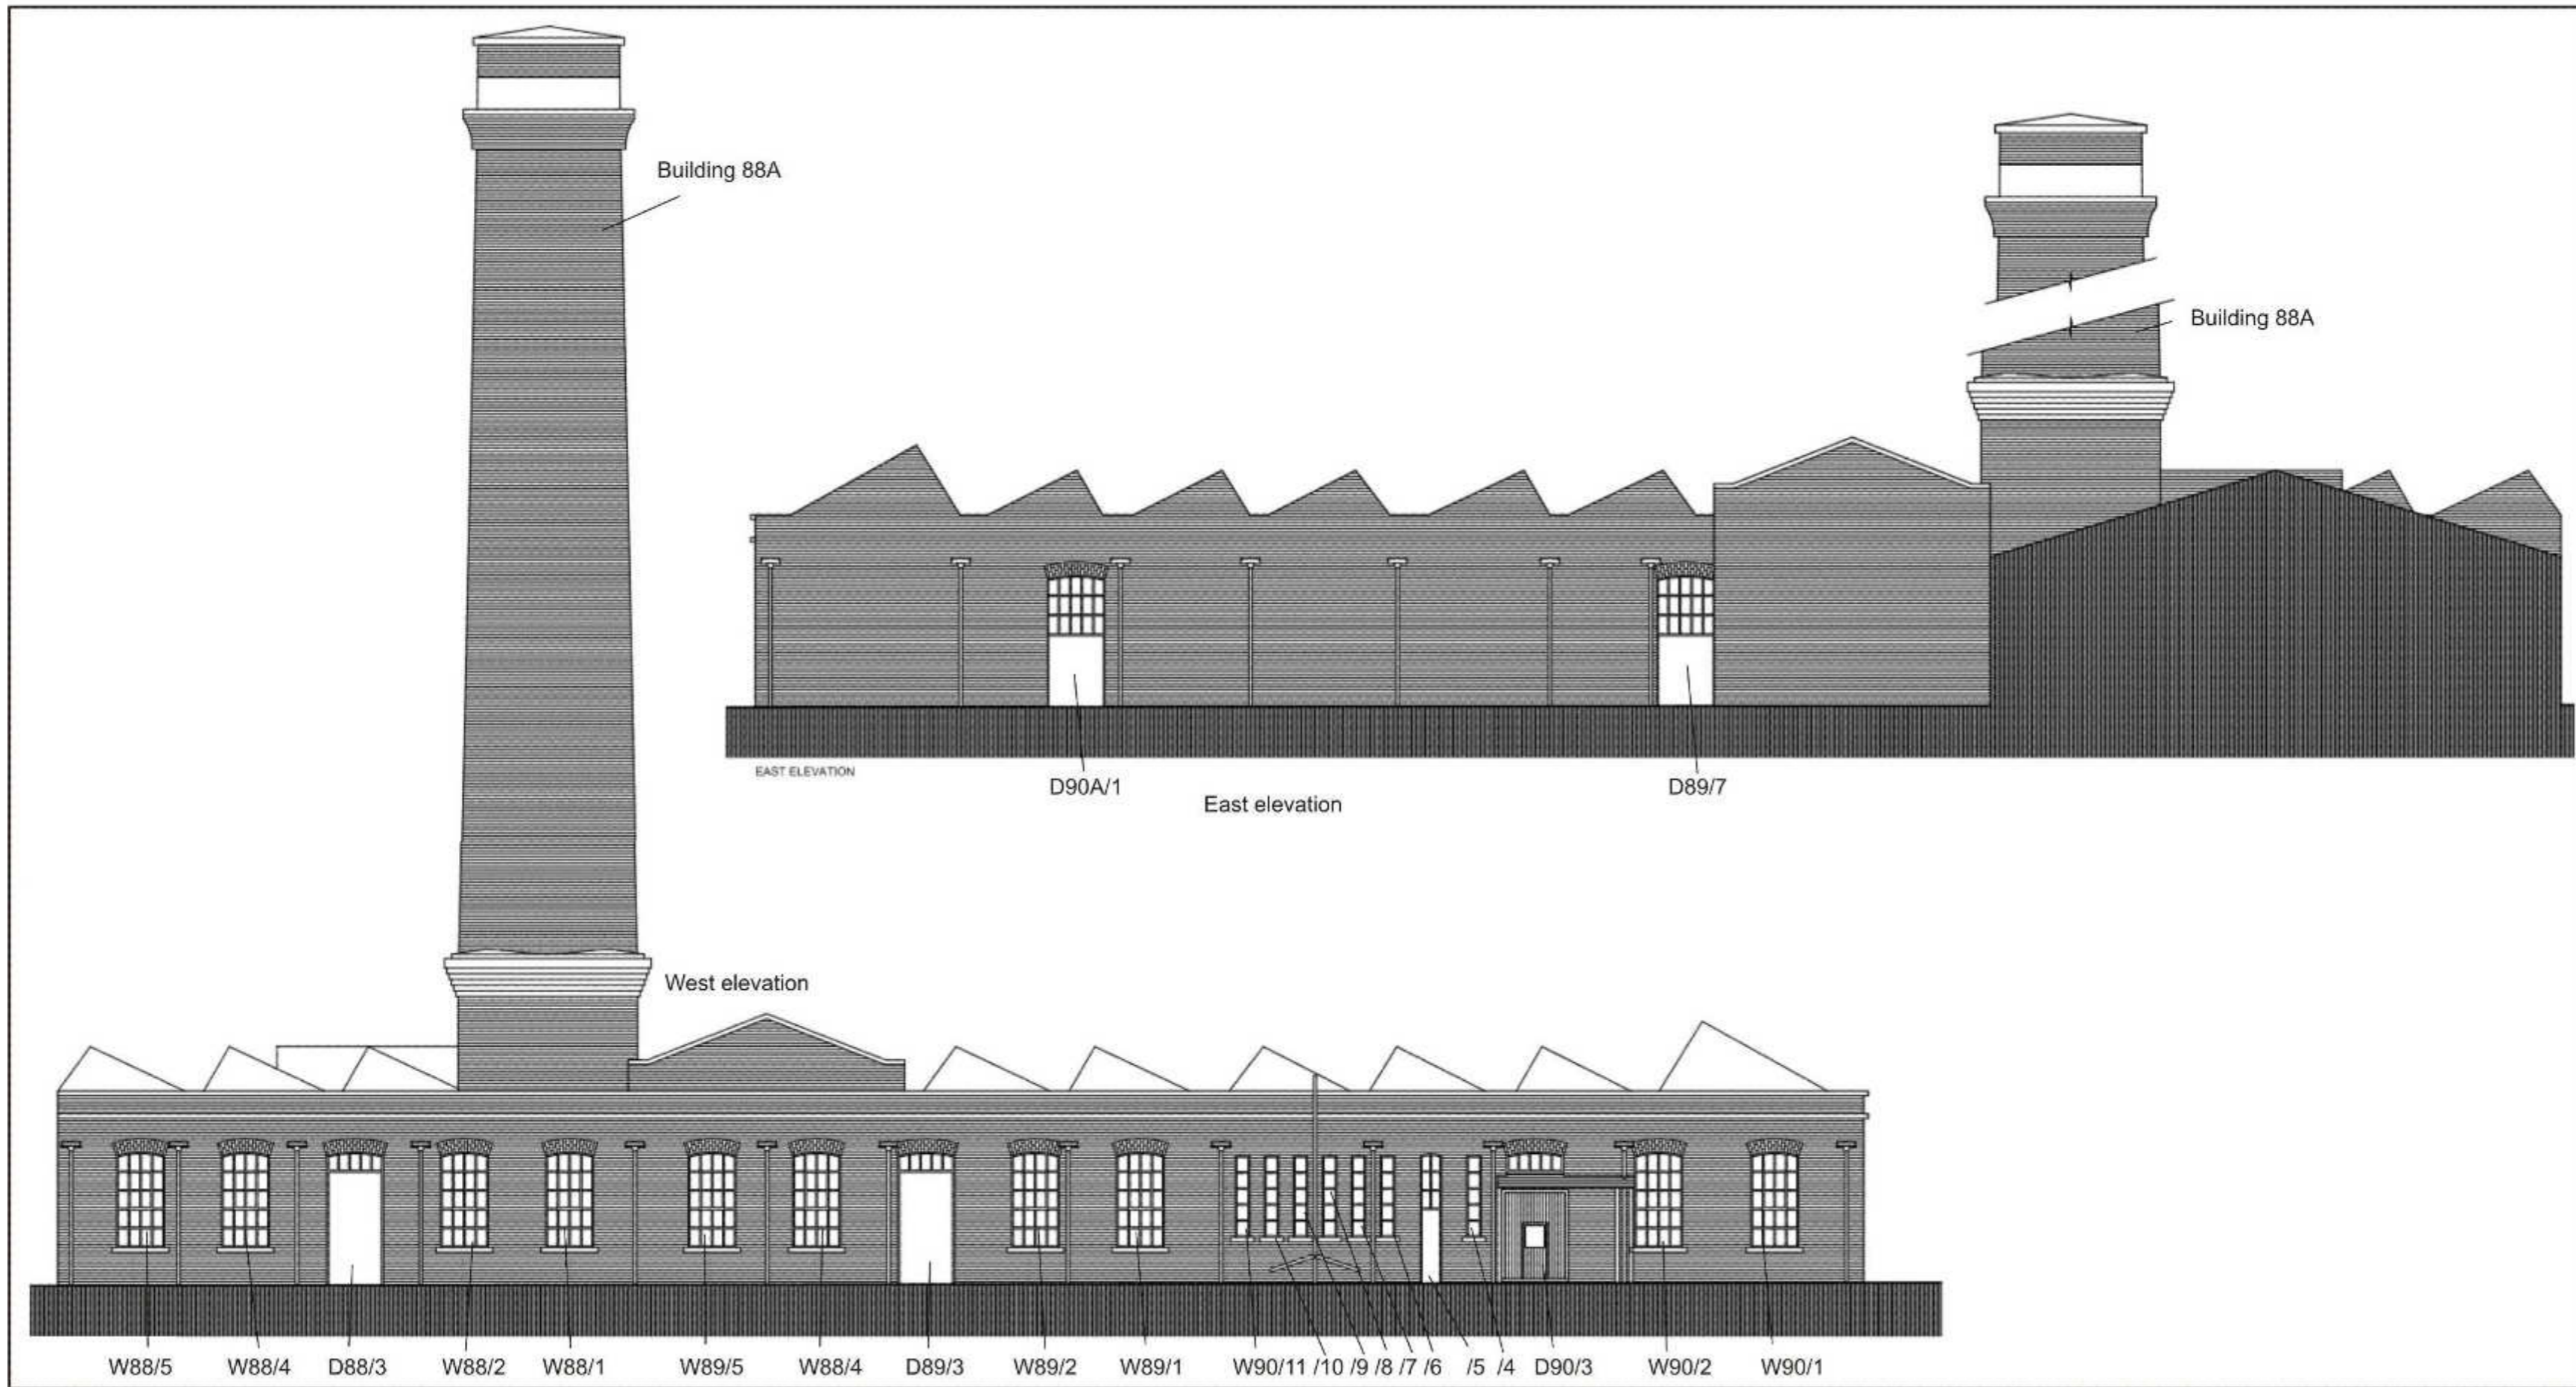 Building 88A
Building 88A
EAST ELEVATION
D90A/1
D89/7
East elevation
West elevation
W88/5 W88/4 D88/3 W88/2 W88/1 W89/5 W88/4 D89/3 W89/2 W89/1 W90/11 /10 /9 /8 /7 /6 /5 /4 D90/3 W90/2 W90/1